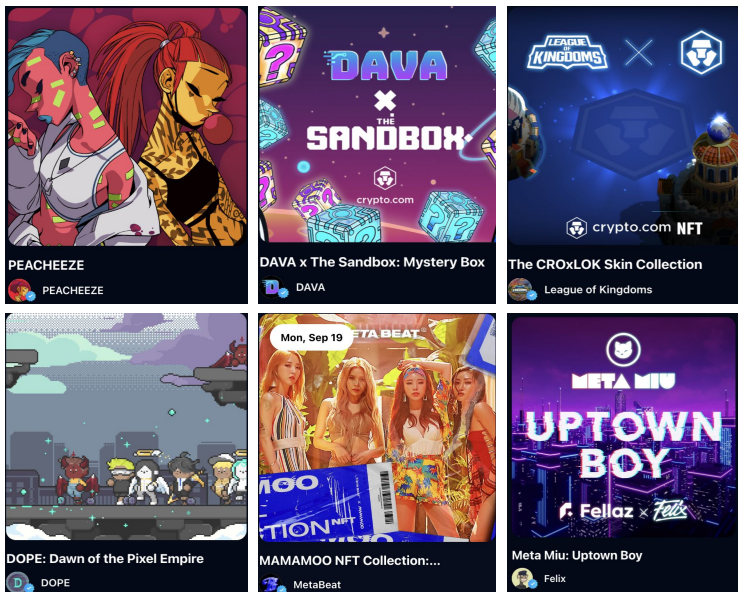 PEACHEEZE
PEACHEEZE
DAVA
X
THE
SANDBOX
crypto.com
DAVA x The Sandbox: Mystery Box
DAVA
LEAGUE
OF
KINGDOMS
crypto.com NFT
The CROxLOK Skin Collection
League of Kingdoms
DOPE: Dawn of the Pixel Empire
D DOPE
Mon, Sep 19
ETA BEAT
MOO
TION NFT
MAMAMOO NFT Collection:...
MetaBeat
META MIU
UPTOWN
BOY
Fellaz x Felix
Meta Miu: Uptown Boy
Felix